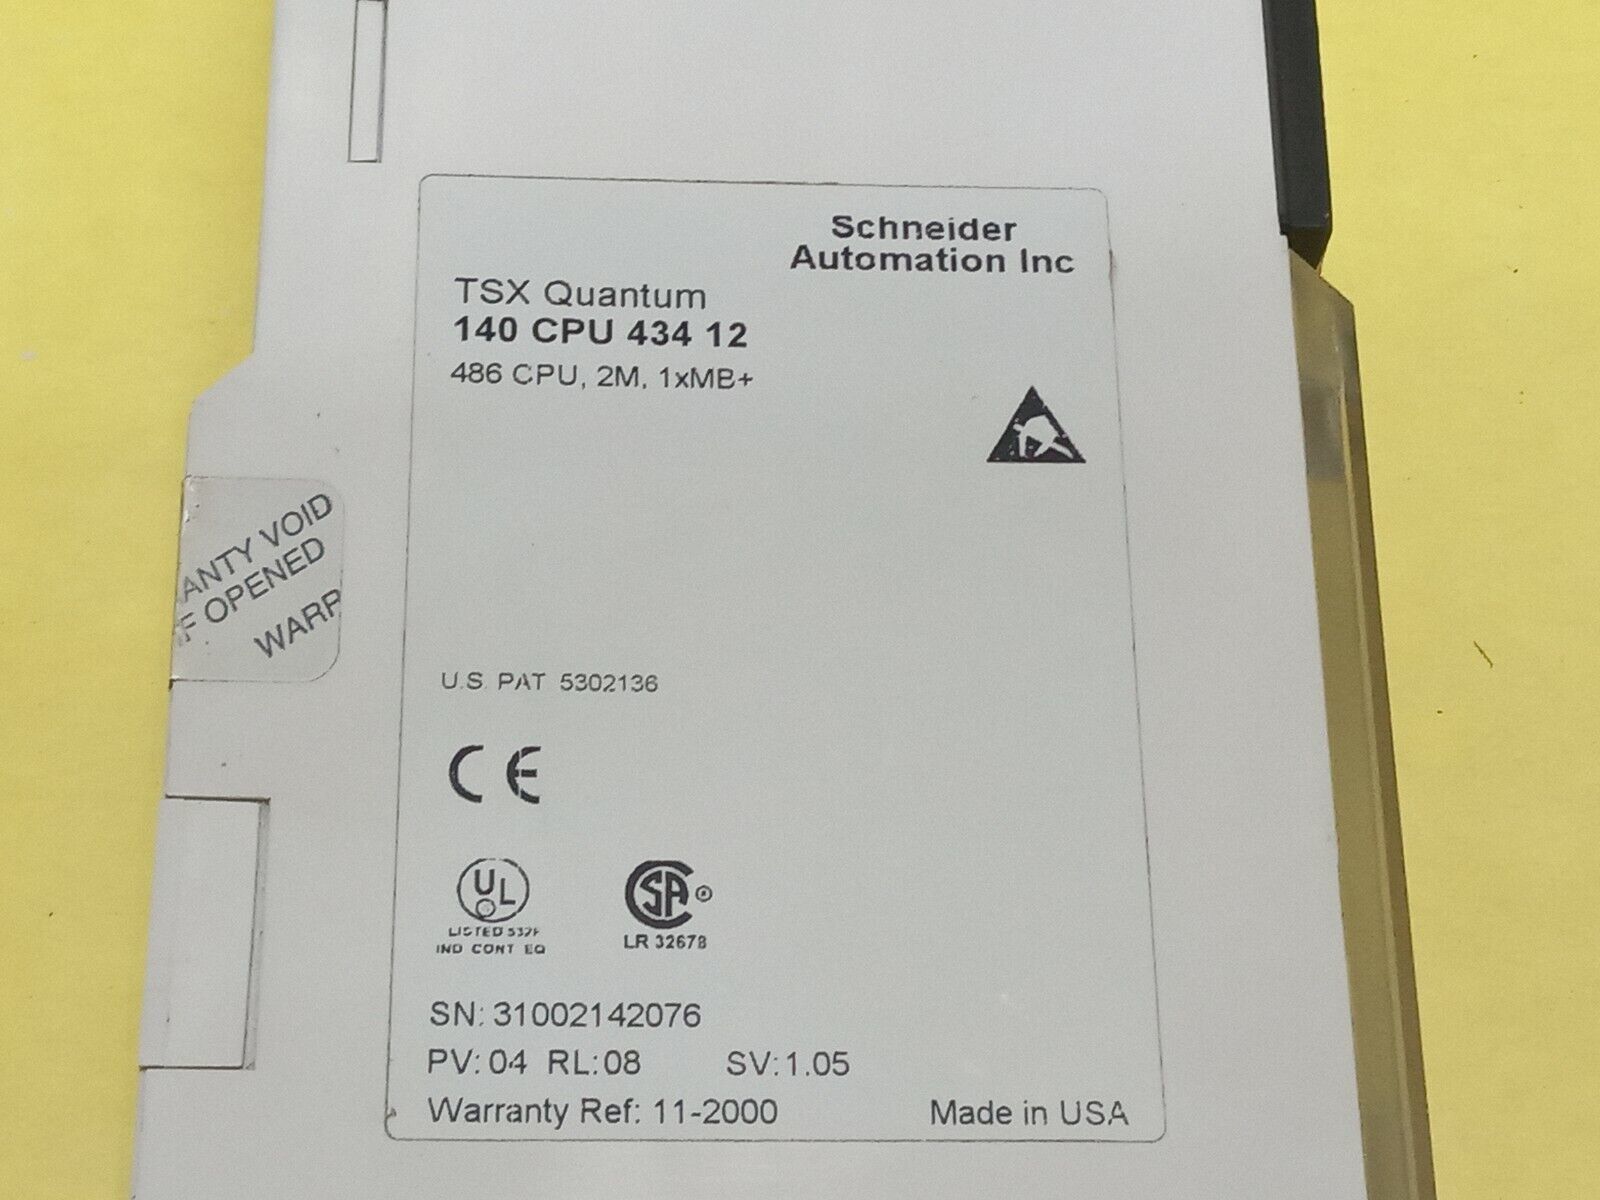 Schneider
Automation Inc
TSX Quantum
140 CPU 434 12
486 CPU, 2M, 1xMB+
ANTY VOID
F OPENED
WARR
U.S. PAT 5302136
CE
UL
LISTED
IND CONT EQ
SA
LR 32678
SN: 31002142076
PV: 04 RL: 08 SV: 1.05
Warranty Ref: 11-2000 Made in USA